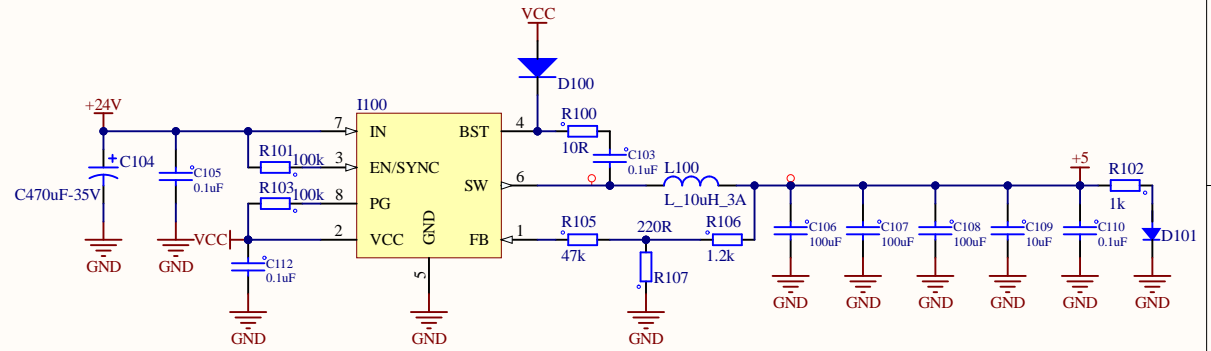 VCC
D100
+24V
I100
7
IN
BST
4
R100
10R
C104
C105
0.1uF
C470uF-35V
R101
100k
3
EN/SYNC
C103
0.1uF
L100
L_10uH_3A
SW
6
+5
R102
1k
R103
100k
8
PG
VCC
2
VCC
GND
5
FB
1
R105
47k
220R
R106
1.2k
R107
C106
100uF
C107
100uF
C108
100uF
C109
10uF
C110
0.1uF
D101
C112
0.1uF
GND
GND
GND
GND
GND
GND
GND
GND
GND
GND
GND